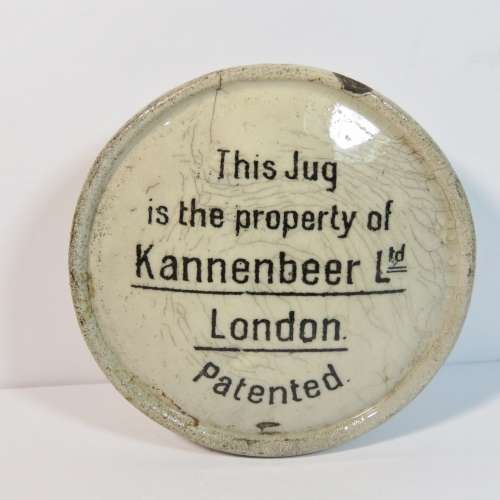 This Jug
is the property of
Kannenbeer Ltd
London.
Patented.